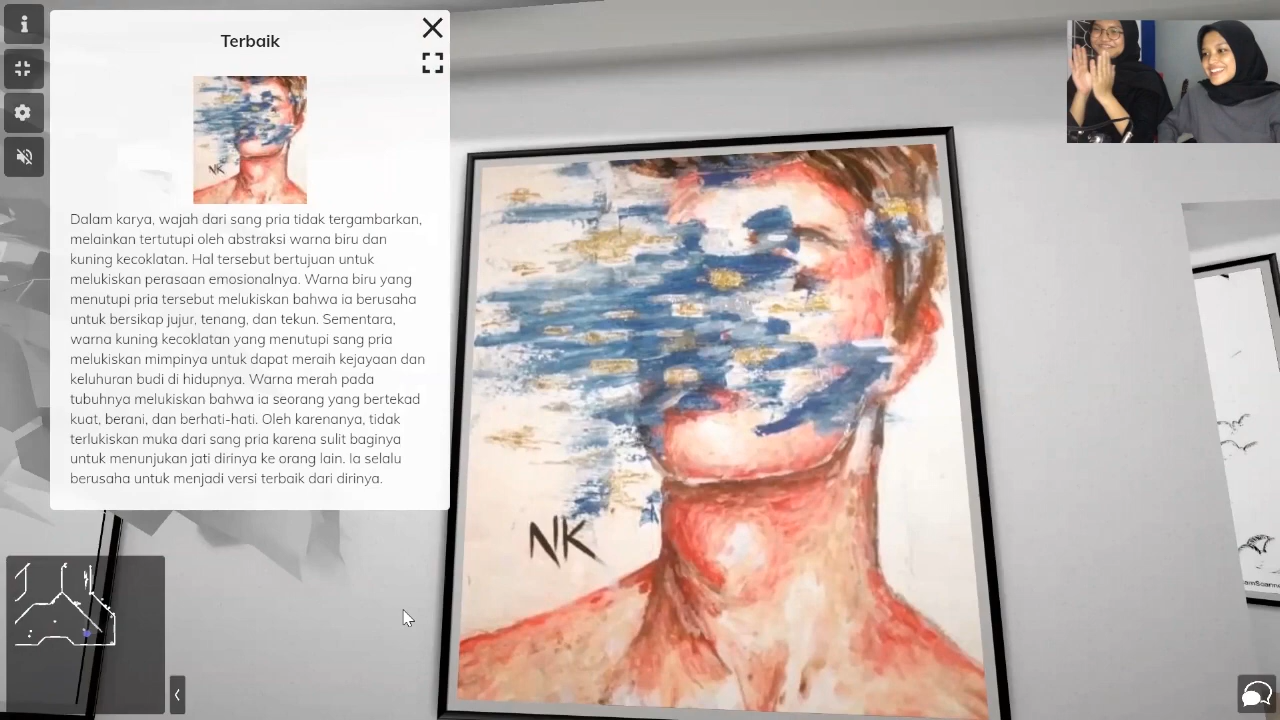 Terbaik
NK
Dalam karya, wajah dari sang pria tidak tergambarkan,
melainkan tertutupi oleh abstraksi warna biru dan
kuning kecoklatan. Hal tersebut bertujuan untuk
melukiskan perasaan emosionalnya. Warna biru yang
menutupi pria tersebut melukiskan bahwa ia berusaha
untuk bersikap jujur, tenang. dan tekun. Sementara,
warna kuning kecoklatan yang menutupi sang pria
melukiskan mimpinya untuk dapat meraih kejayaan dan
keluhuran budi di hidupnya. Warna merah pada
tubuhnya melukiskan bahwa ia seorang yang bertekad
kuat, berani, dan berhati-hati. Oleh karenanya, tidak
terlukiskan muka dari sang pria karena sulit baginya
untuk menunjukan jati dirinya ke orang lain. Ia selalu
berusaha untuk menjadi versi terbaik dari dirinya.
NK